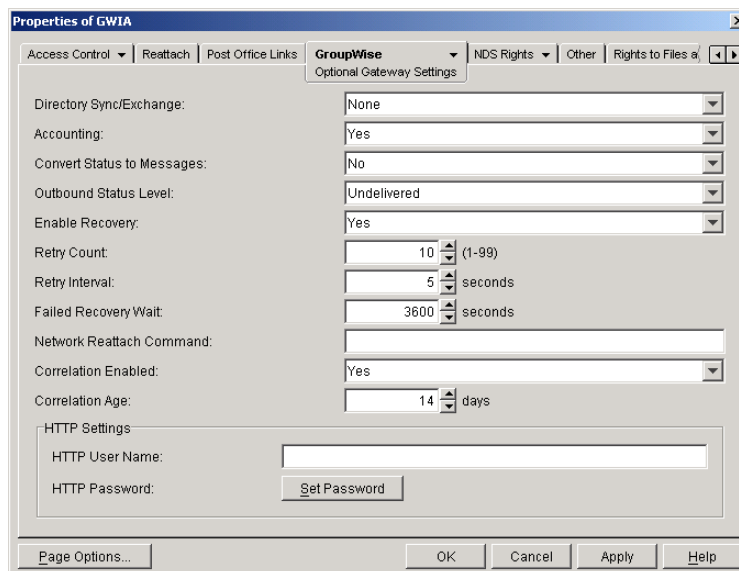 Properties of GWIA
Access Control Reattach Post Office Links GroupWise NDS Rights Other Rights to Files a
Optional Gateway Settings
Directory Sync/Exchange: None
Accounting: Yes
Convert Status to Messages: No
Outbound Status Level: Undelivered
Enable Recovery: Yes
Retry Count: 10 (1-99)
Retry Interval: 5 seconds
Failed Recovery Wait: 3600 seconds
Network Reattach Command:
Correlation Enabled: Yes
Correlation Age: 14 days
HTTP Settings
HTTP User Name:
HTTP Password: Set Password
Page Options... OK Cancel Apply Help